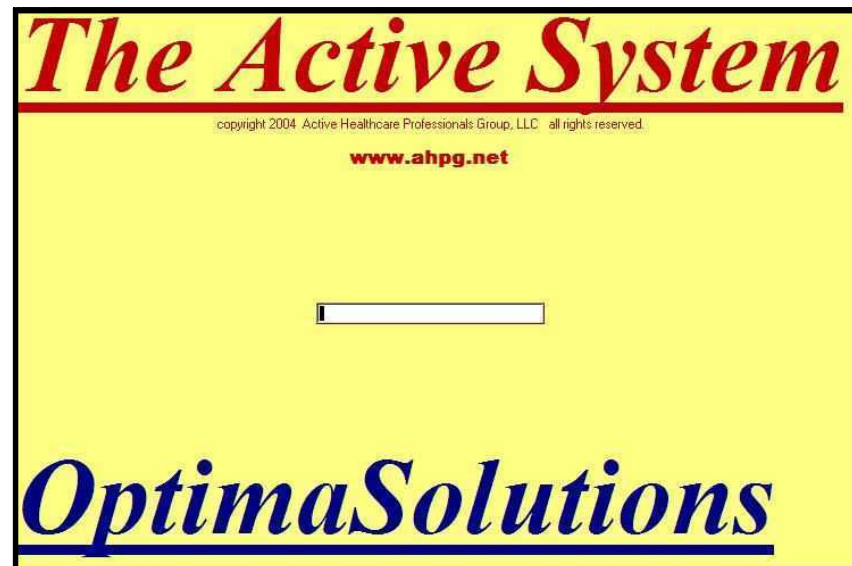 The Active System
copyright 2004 Active Healthcare Professionals Group, LLC all rights reserved.
www.ahpg.net
OptimaSolutions